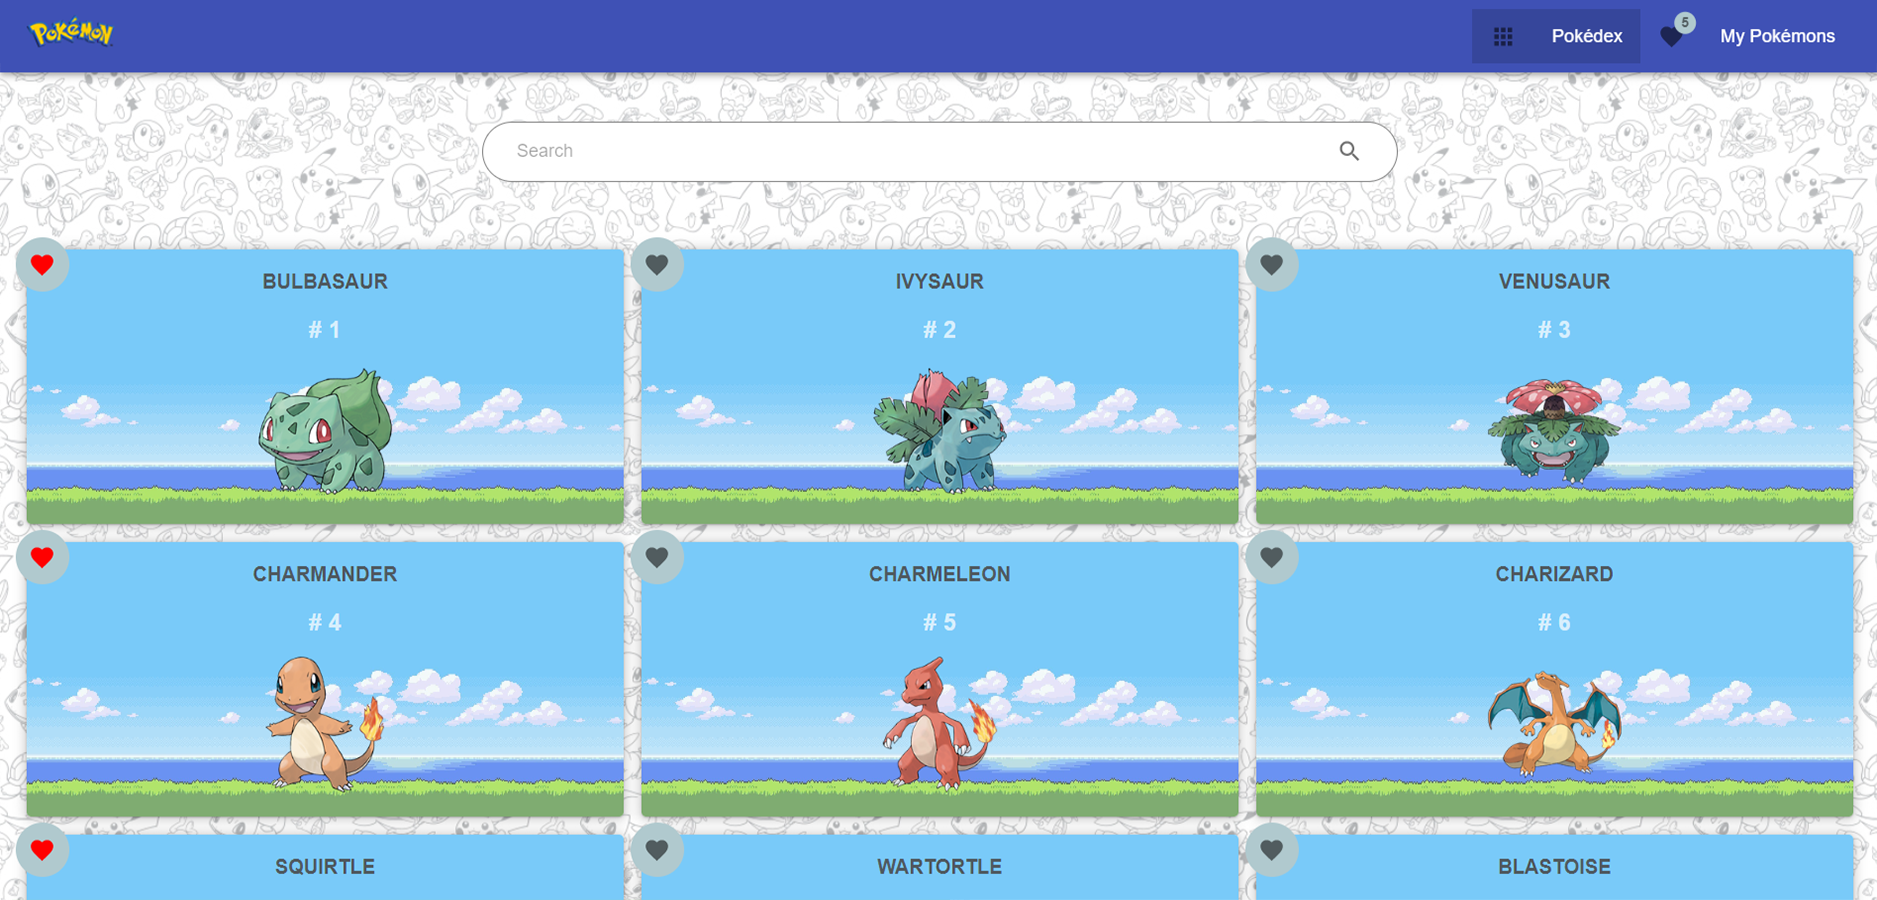 Pokémon
Pokédex
5
My Pokémons
Search
BULBASAUR
# 1
IVYSAUR
# 2
VENUSAUR
# 3
CHARMANDER
# 4
CHARMELEON
# 5
CHARIZARD
# 6
SQUIRTLE
WARTORTLE
BLASTOISE